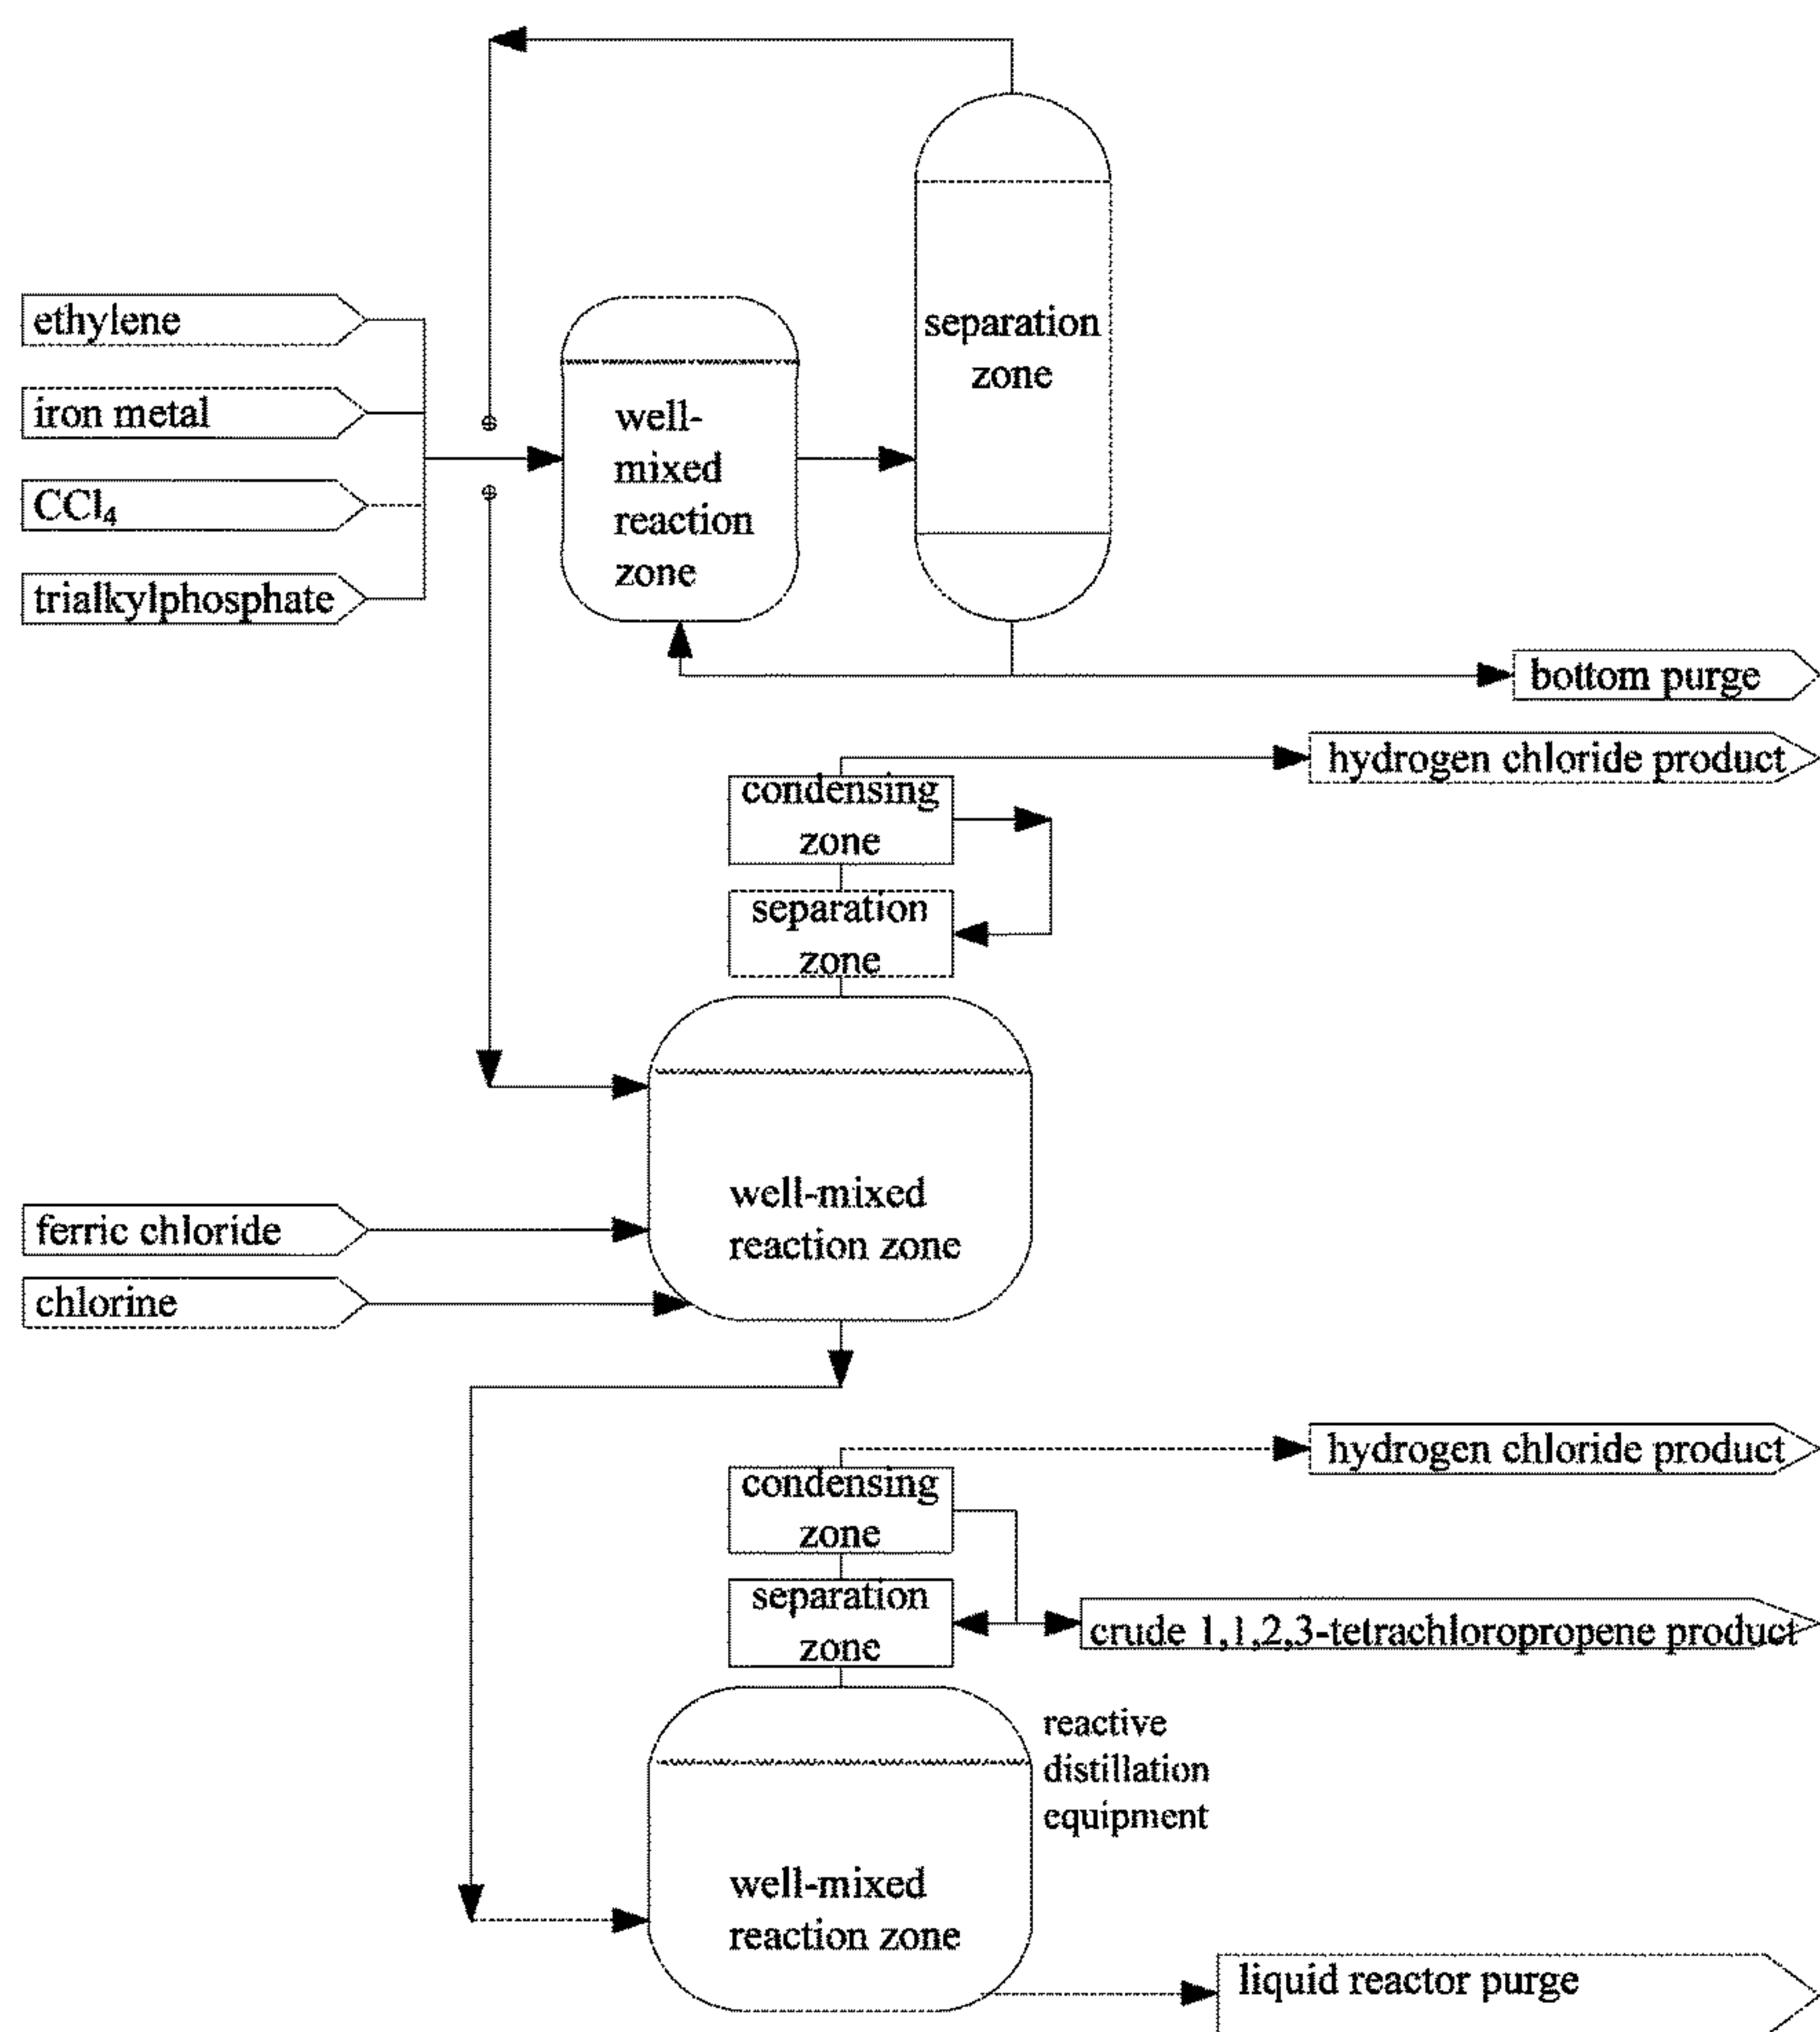 ethylene
iron metal
CCl₄
trialkylphosphate
well-
mixed
reaction
zone
separation
zone
bottom purge
hydrogen chloride product
condensing
zone
separation
zone
well-mixed
reaction zone
ferric chloride
chlorine
hydrogen chloride product
condensing
zone
separation
zone
crude 1,1,2,3-tetrachloropropene product
reactive
distillation
equipment
well-mixed
reaction zone
liquid reactor purge